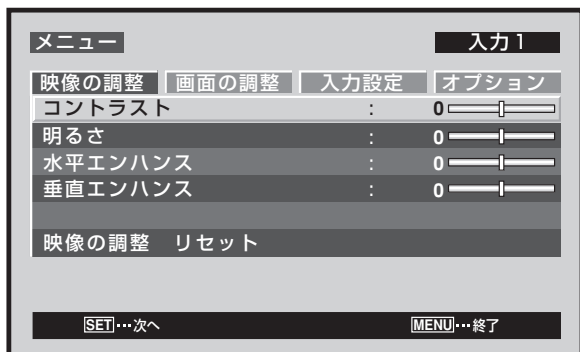 メニュー 入力1
映像の調整 画面の調整 入力設定 オプション
コントラスト : 0
明るさ : 0
水平エンハンス : 0
垂直エンハンス : 0
映像の調整 リセット
SET…次へ MENU…終了